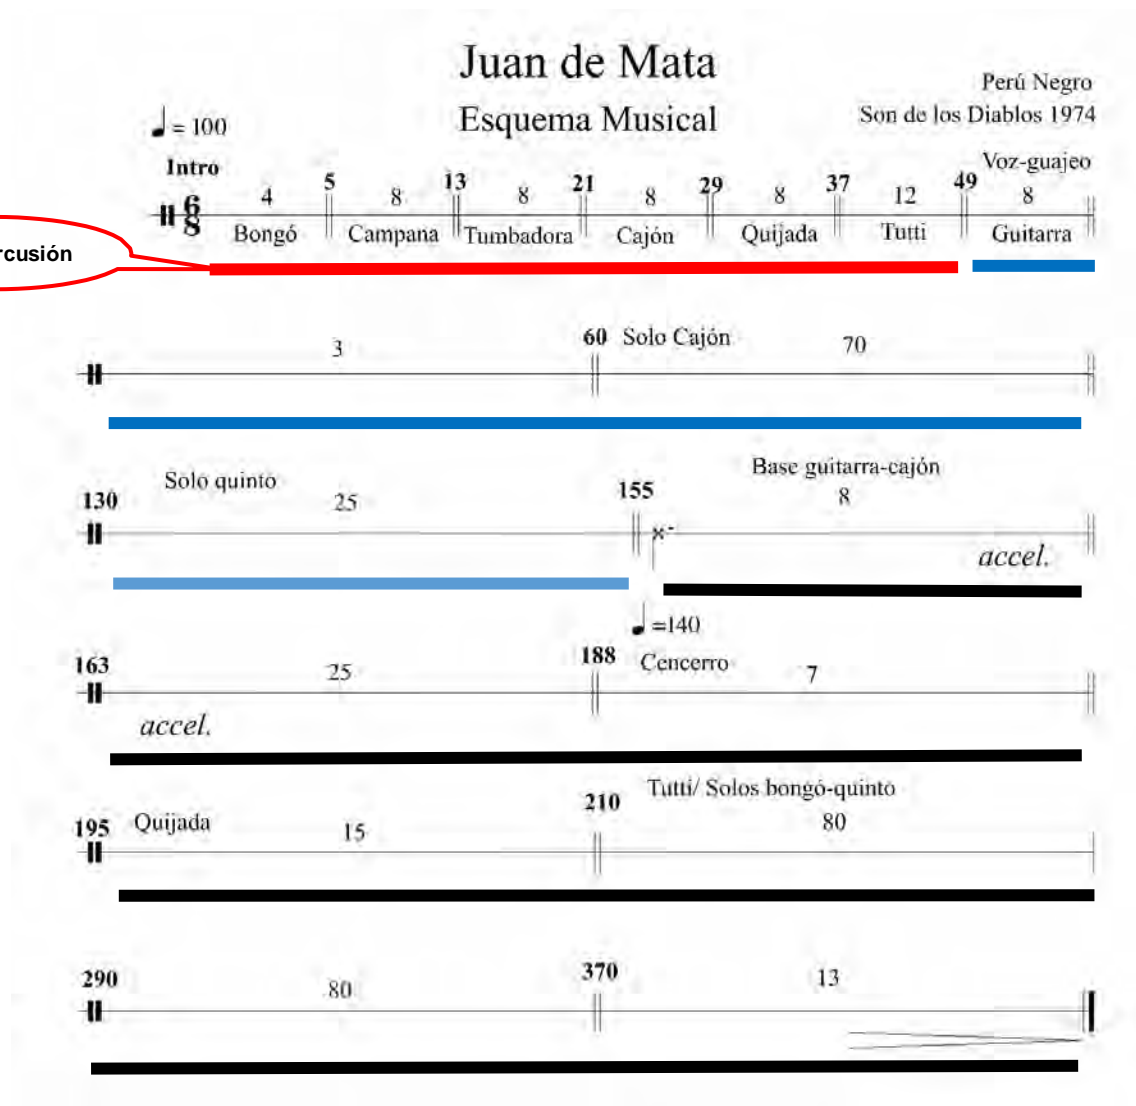 Juan de Mata
Esquema Musical
Perú Negro
Son de los Diablos 1974
= 100
Intro
Voz-guajeo
5 13 21 29 37 49
6
8
4 8 8 8 8 12 8
Bongó Campana Tumbadora Cajón Quijada Tutti Guitarra
rcusión
3 60 Solo Cajón 70
Solo quinto
Base guitarra-cajón
130 25 155 8
accel.
=140
163 25 188 Cencerro 7
accel.
Tutti/ Solos bongó-quinto
195 Quijada 15 210 80
290 80 370 13